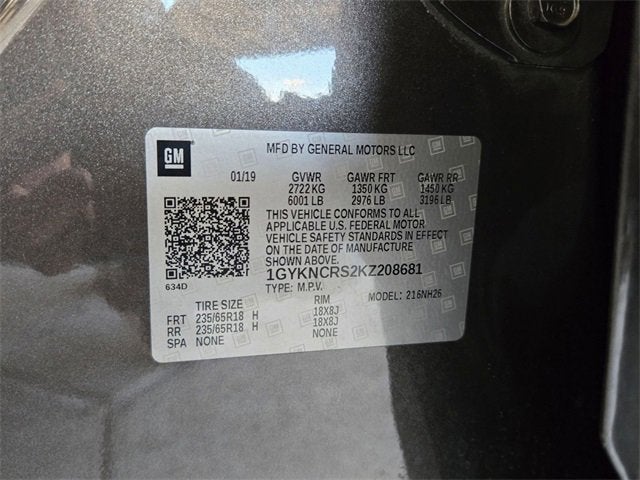 GM
MFD BY GENERAL MOTORS LLC
01/19 GVWR GAWR FRT GAWR RR
2722 KG 1350 KG 1450 KG
6001 LB 2976 LB 3196 LB
THIS VEHICLE CONFORMS TO ALL
APPLICABLE U.S. FEDERAL MOTOR
VEHICLE SAFETY STANDARDS IN EFFECT
ON THE DATE OF MANUFACTURE
SHOWN ABOVE.
1GYKNCRS2KZ208681
634D TYPE: M.P.V. MODEL: 216NH26
TIRE SIZE RIM
FRT 235/65R18 H 18X8J
RR 235/65R18 H 18X8J
SPA NONE NONE